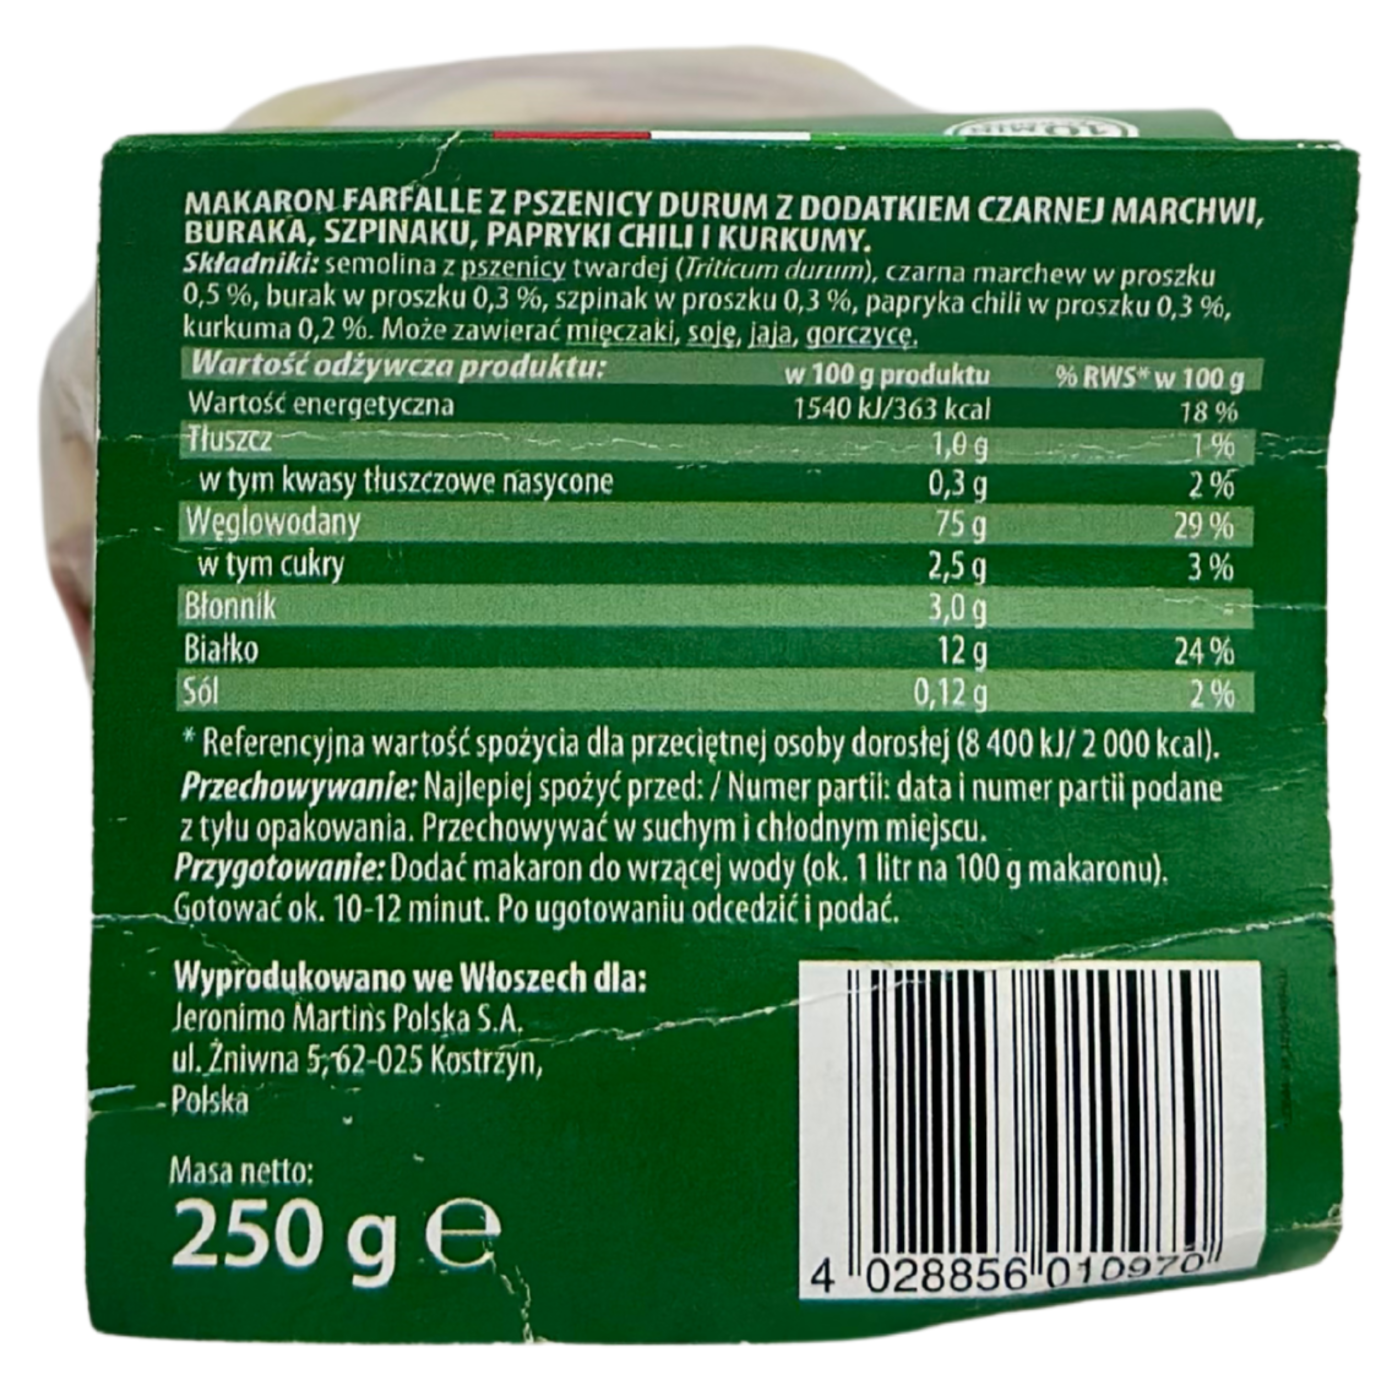 10 MIN
MAKARON FARFALLE Z PSZENICY DURUM Z DODATKIEM CZARNEJ MARCHWI,
BURAKA, SZPINAKU, PAPRYKI CHILI I KURKUMY.
Składniki: semolina z pszenicy twardej (Triticum durum), czarna marchew w proszku
0,5 %, burak w proszku 0,3 %, szpinak w proszku 0,3 %, papryka chili w proszku 0,3 %,
kurkuma 0,2 %. Może zawierać mięczaki, soję, jaja, gorczycę.
Wartość odżywcza produktu: w 100 g produktu % RWS* w 100 g
Wartość energetyczna 1540 kJ/363 kcal 18 %
Tłuszcz 1,0 g 1 %
w tym kwasy tłuszczowe nasycone 0,3 g 2 %
Węglowodany 75 g 29 %
w tym cukry 2,5 g 3 %
Błonnik 3,0 g -
Białko 12 g 24 %
Sól 0,12 g 2 %
* Referencyjna wartość spożycia dla przeciętnej osoby dorosłej (8 400 kJ/ 2 000 kcal).
Przechowywanie: Najlepiej spożyć przed: / Numer partii: data i numer partii podane
z tyłu opakowania. Przechowywać w suchym i chłodnym miejscu.
Przygotowanie: Dodać makaron do wrzącej wody (ok. 1 litr na 100 g makaronu).
Gotować ok. 10-12 minut. Po ugotowaniu odcedzić i podać.
Wyprodukowano we Włoszech dla:
Jeronimo Martins Polska S.A.
ul. Żniwna 5, 62-025 Kostrzyn,
Polska
Masa netto:
250 g e
4 028856 010970